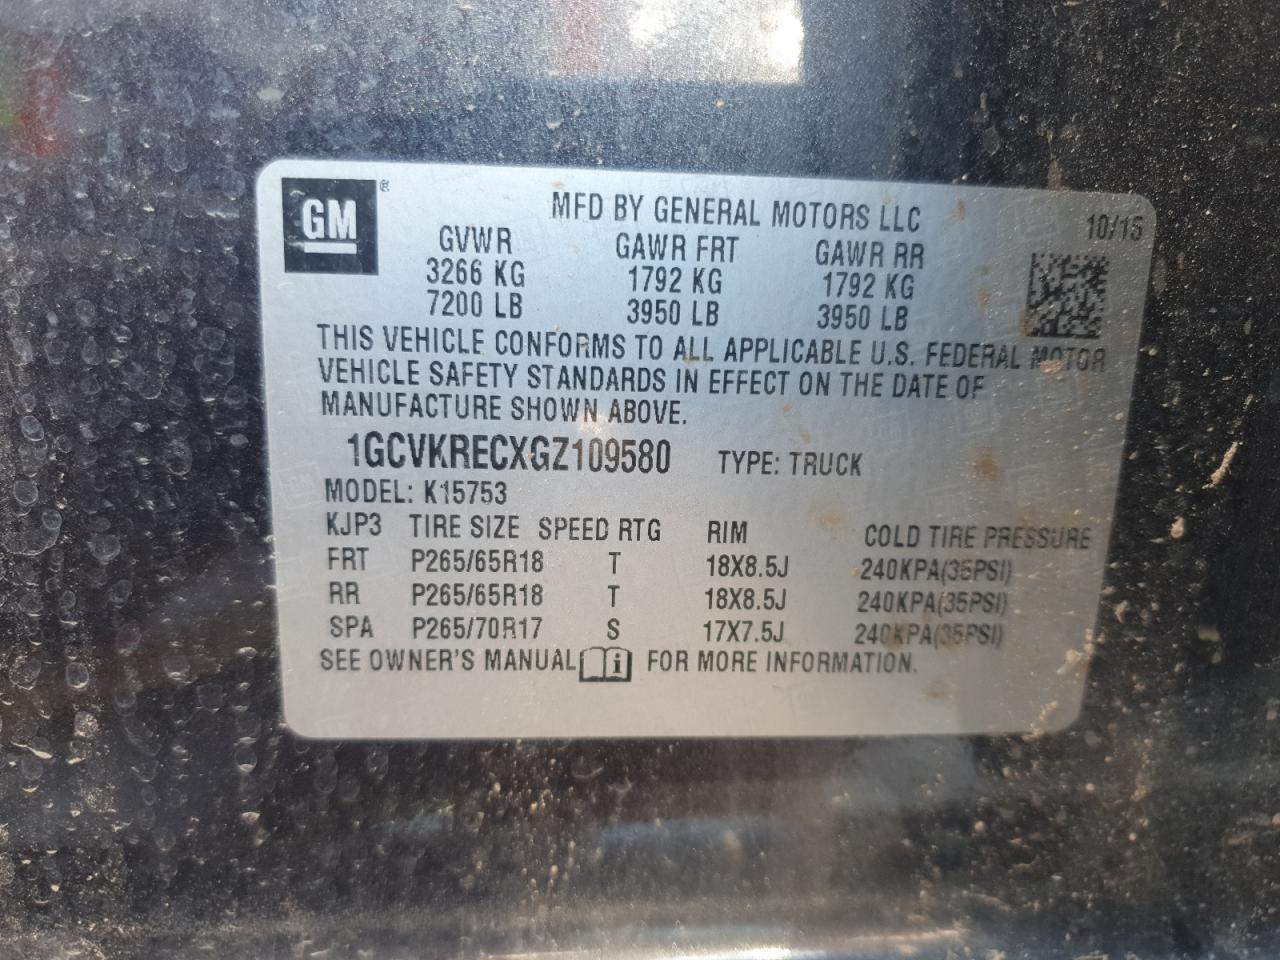 GM ®
MFD BY GENERAL MOTORS LLC 10/15
GVWR GAWR FRT GAWR RR
3266 KG 1792 KG 1792 KG
7200 LB 3950 LB 3950 LB
THIS VEHICLE CONFORMS TO ALL APPLICABLE U.S. FEDERAL MOTOR
VEHICLE SAFETY STANDARDS IN EFFECT ON THE DATE OF
MANUFACTURE SHOWN ABOVE.
1GCVKRECXGZ109580 TYPE: TRUCK
MODEL: K15753
KJP3 TIRE SIZE SPEED RTG RIM COLD TIRE PRESSURE
FRT P265/65R18 T 18X8.5J 240KPA(35PSI)
RR P265/65R18 T 18X8.5J 240KPA(35PSI)
SPA P265/70R17 S 17X7.5J 240KPA(35PSI)
SEE OWNER'S MANUAL i FOR MORE INFORMATION.